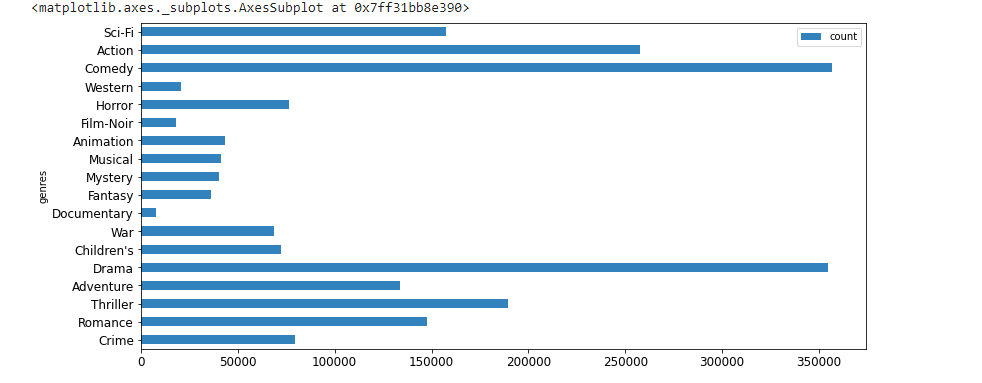 <matplotlib.axes._subplots.AxesSubplot at 0x7ff31bb8e390>
count
genres
Sci-Fi
Action
Comedy
Western
Horror
Film-Noir
Animation
Musical
Mystery
Fantasy
Documentary
War
Children's
Drama
Adventure
Thriller
Romance
Crime
0 50000 100000 150000 200000 250000 300000 350000